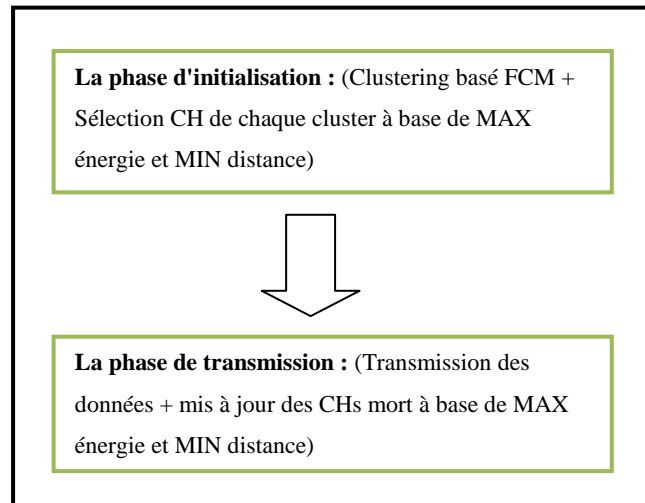 La phase d'initialisation : (Clustering basé FCM +
Sélection CH de chaque cluster à base de MAX
énergie et MIN distance)
La phase de transmission : (Transmission des
données + mis à jour des CHs mort à base de MAX
énergie et MIN distance)